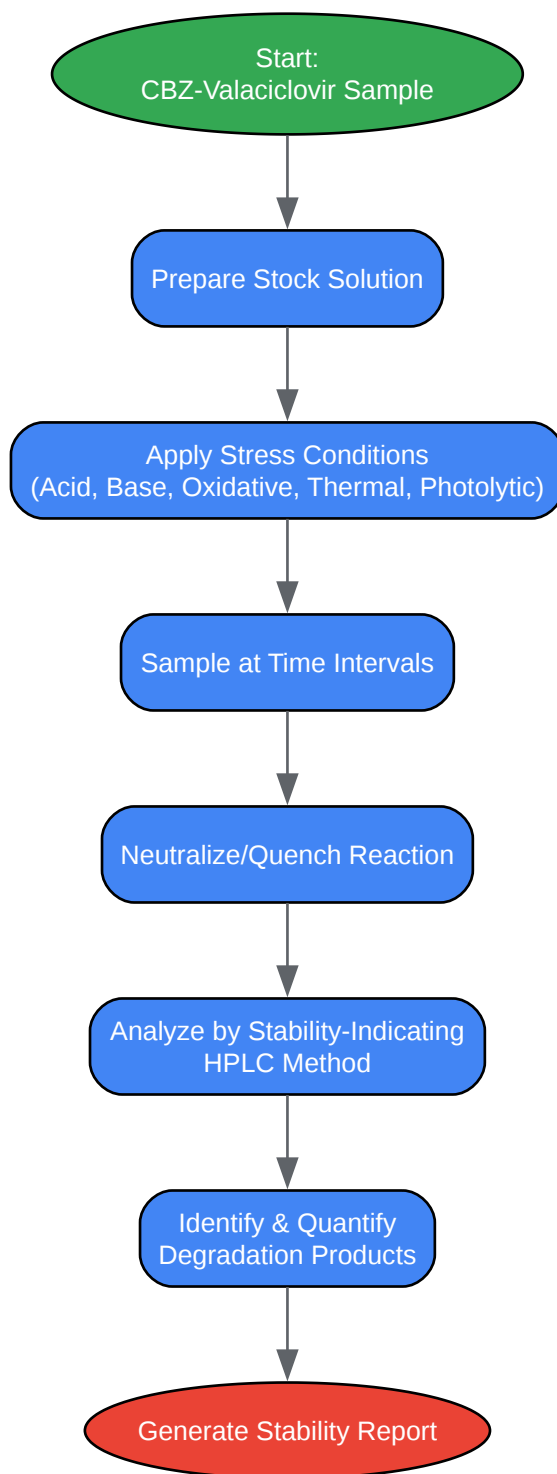 Start:
CBZ-Valaciclovir Sample
Prepare Stock Solution
Apply Stress Conditions
(Acid, Base, Oxidative, Thermal, Photolytic)
Sample at Time Intervals
Neutralize/Quench Reaction
Analyze by Stability-Indicating
HPLC Method
Identify & Quantify
Degradation Products
Generate Stability Report